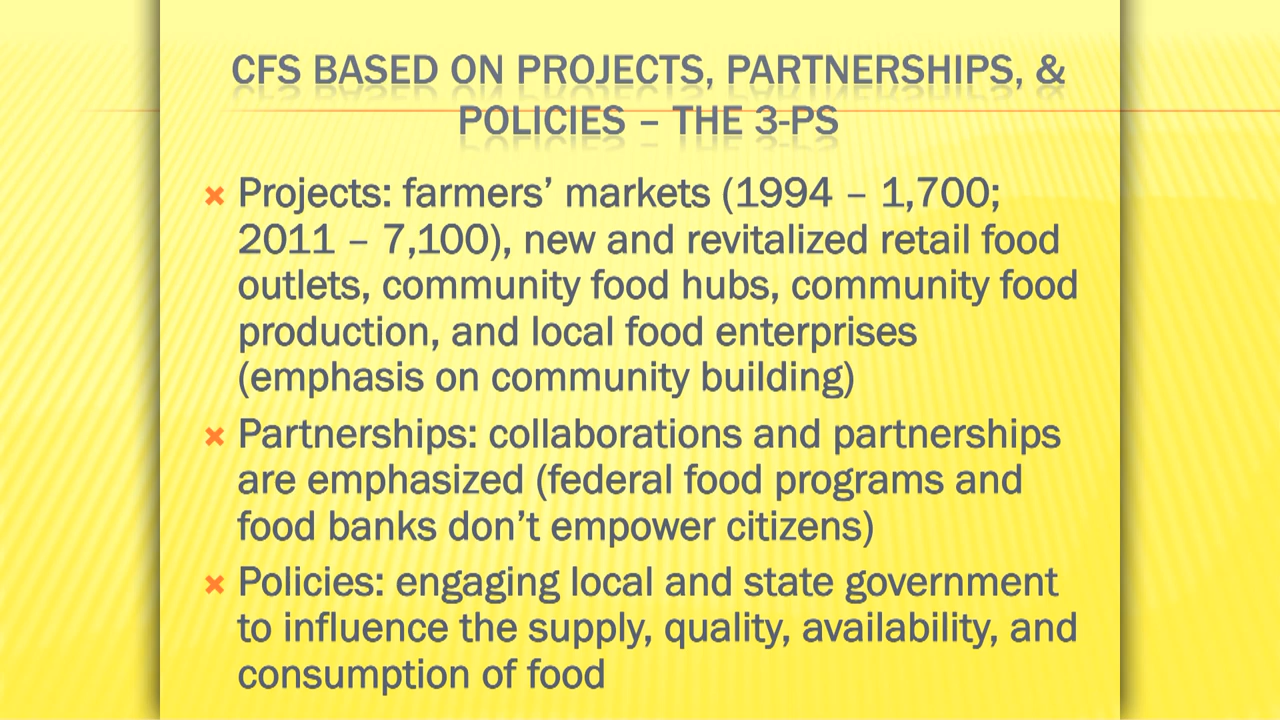 CFS BASED ON PROJECTS, PARTNERSHIPS, &
POLICIES – THE 3-PS
Projects: farmers’ markets (1994 – 1,700;
2011 – 7,100), new and revitalized retail food
outlets, community food hubs, community food
production, and local food enterprises
(emphasis on community building)
Partnerships: collaborations and partnerships
are emphasized (federal food programs and
food banks don’t empower citizens)
Policies: engaging local and state government
to influence the supply, quality, availability, and
consumption of food